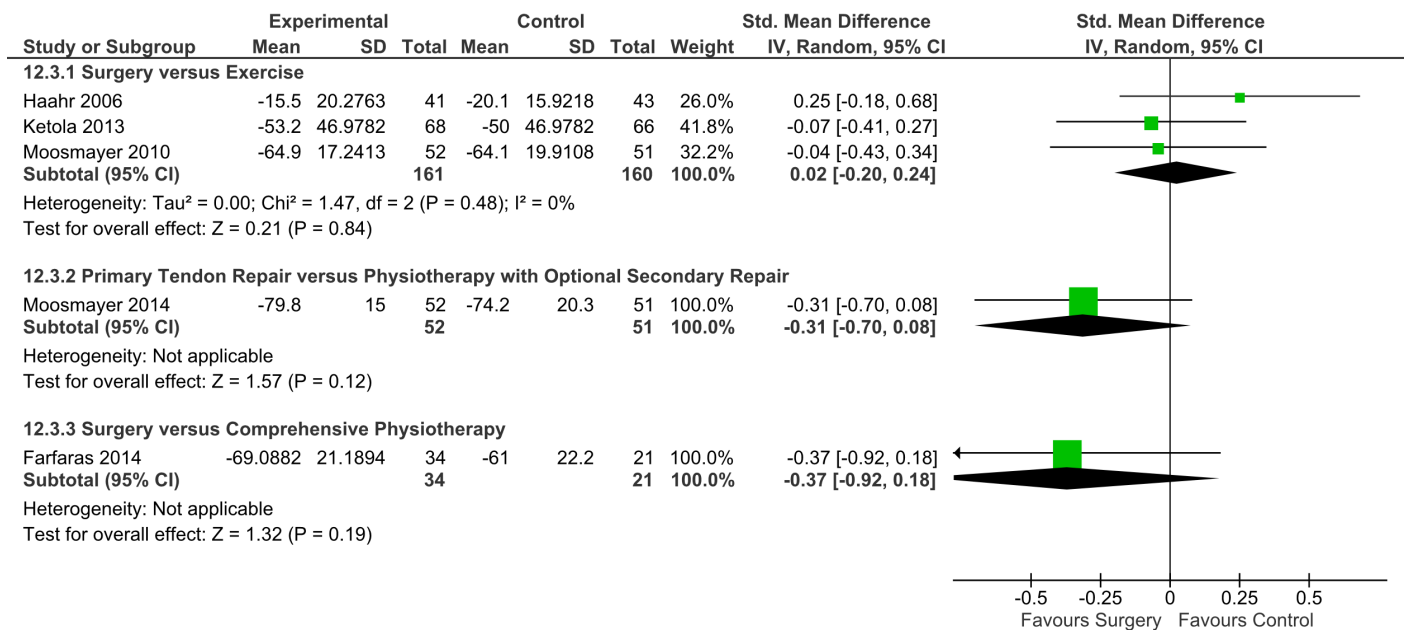 Experimental Control Std. Mean Difference Std. Mean Difference
Study or Subgroup Mean SD Total Mean SD Total Weight IV, Random, 95% CI IV, Random, 95% CI
12.3.1 Surgery versus Exercise
Haahr 2006 -15.5 20.2763 41 -20.1 15.9218 43 26.0% 0.25 [-0.18, 0.68]
Ketola 2013 -53.2 46.9782 68 -50 46.9782 66 41.8% -0.07 [-0.41, 0.27]
Moosmayer 2010 -64.9 17.2413 52 -64.1 19.9108 51 32.2% -0.04 [-0.43, 0.34]
Subtotal (95% CI) 161 160 100.0% 0.02 [-0.20, 0.24]
Heterogeneity: Tau² = 0.00; Chi² = 1.47, df = 2 (P = 0.48); I² = 0%
Test for overall effect: Z = 0.21 (P = 0.84)
12.3.2 Primary Tendon Repair versus Physiotherapy with Optional Secondary Repair
Moosmayer 2014 -79.8 15 52 -74.2 20.3 51 100.0% -0.31 [-0.70, 0.08]
Subtotal (95% CI) 52 51 100.0% -0.31 [-0.70, 0.08]
Heterogeneity: Not applicable
Test for overall effect: Z = 1.57 (P = 0.12)
12.3.3 Surgery versus Comprehensive Physiotherapy
Farfaras 2014 -69.0882 21.1894 34 -61 22.2 21 100.0% -0.37 [-0.92, 0.18]
Subtotal (95% CI) 34 21 100.0% -0.37 [-0.92, 0.18]
Heterogeneity: Not applicable
Test for overall effect: Z = 1.32 (P = 0.19)
-0.5 -0.25 0 0.25 0.5
Favours Surgery Favours Control